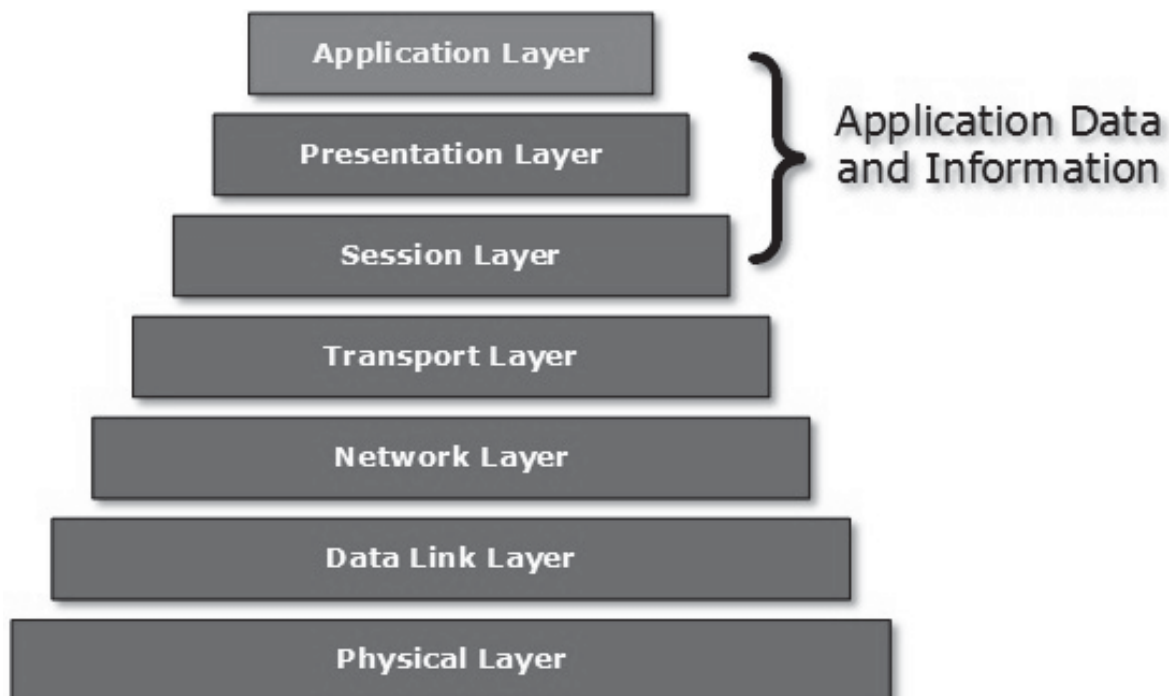 Application Layer
Presentation Layer
Session Layer
Transport Layer
Network Layer
Data Link Layer
Physical Layer
Application Data
and Information